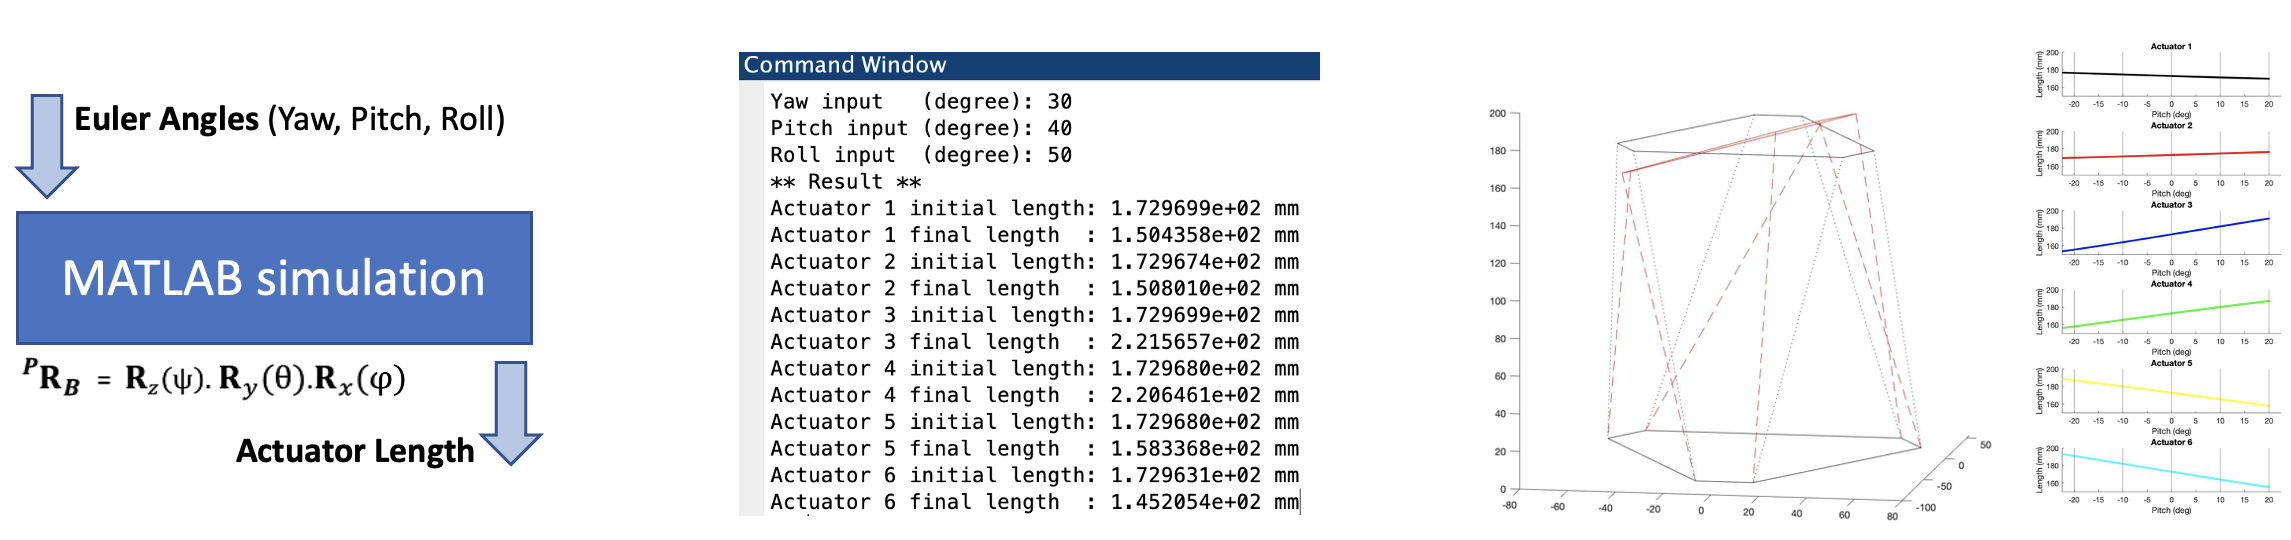 Euler Angles (Yaw, Pitch, Roll)
MATLAB simulation
ᴾR_B = R_z(ψ). R_y(θ).R_x(φ)
Actuator Length
Command Window
Yaw input   (degree): 30
Pitch input (degree): 40
Roll input  (degree): 50
** Result **
Actuator 1 initial length: 1.729699e+02 mm
Actuator 1 final length  : 1.504358e+02 mm
Actuator 2 initial length: 1.729674e+02 mm
Actuator 2 final length  : 1.508010e+02 mm
Actuator 3 initial length: 1.729699e+02 mm
Actuator 3 final length  : 2.215657e+02 mm
Actuator 4 initial length: 1.729680e+02 mm
Actuator 4 final length  : 2.206461e+02 mm
Actuator 5 initial length: 1.729680e+02 mm
Actuator 5 final length  : 1.583368e+02 mm
Actuator 6 initial length: 1.729631e+02 mm
Actuator 6 final length  : 1.452054e+02 mm
200
180
160
140
120
100
80
60
40
20
0
-80 -60 -40 -20 0 20 40 60 80
-100 -50 0 50
Actuator 1
Length (mm)
200
180
160
-20 -15 -10 -5 0 5 10 15 20
Pitch (deg)
Actuator 2
Length (mm)
200
180
160
-20 -15 -10 -5 0 5 10 15 20
Pitch (deg)
Actuator 3
Length (mm)
200
180
160
-20 -15 -10 -5 0 5 10 15 20
Pitch (deg)
Actuator 4
Length (mm)
200
180
160
-20 -15 -10 -5 0 5 10 15 20
Pitch (deg)
Actuator 5
Length (mm)
200
180
160
-20 -15 -10 -5 0 5 10 15 20
Pitch (deg)
Actuator 6
Length (mm)
200
180
160
-20 -15 -10 -5 0 5 10 15 20
Pitch (deg)